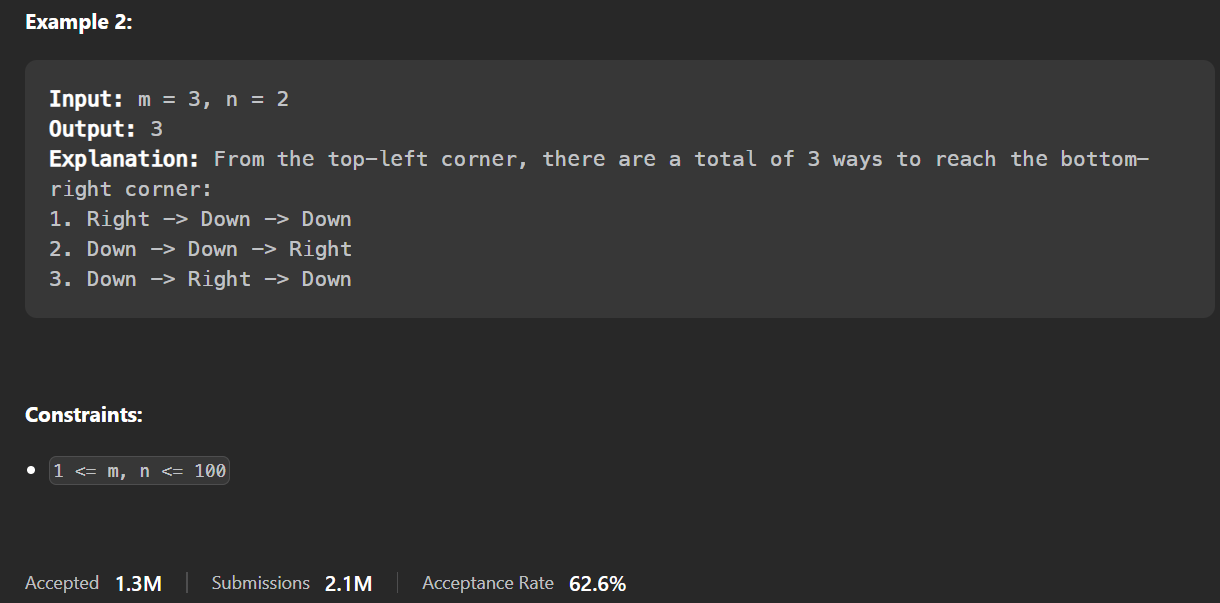 Example 2:
Input: m = 3, n = 2
Output: 3
Explanation: From the top-left corner, there are a total of 3 ways to reach the bottom-
right corner:
1. Right -> Down -> Down
2. Down -> Down -> Right
3. Down -> Right -> Down
Constraints:
• 1 <= m, n <= 100
Accepted 1.3M | Submissions 2.1M | Acceptance Rate 62.6%